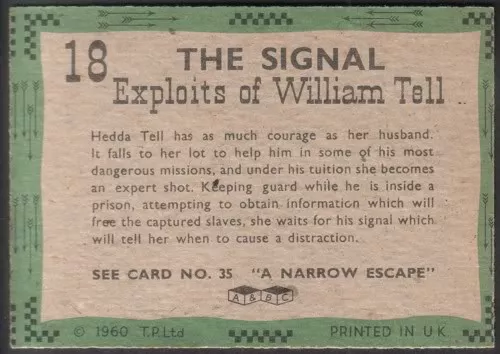 18 THE SIGNAL
Exploits of William Tell
Hedda Tell has as much courage as her husband.
It falls to her lot to help him in some of his most
dangerous missions, and under his tuition she becomes
an expert shot. Keeping guard while he is inside a
prison, attempting to obtain information which will
free the captured slaves, she waits for his signal which
will tell her when to cause a distraction.
SEE CARD NO. 35 "A NARROW ESCAPE"
A & B C
© 1960 T.P.Ltd PRINTED IN U.K.